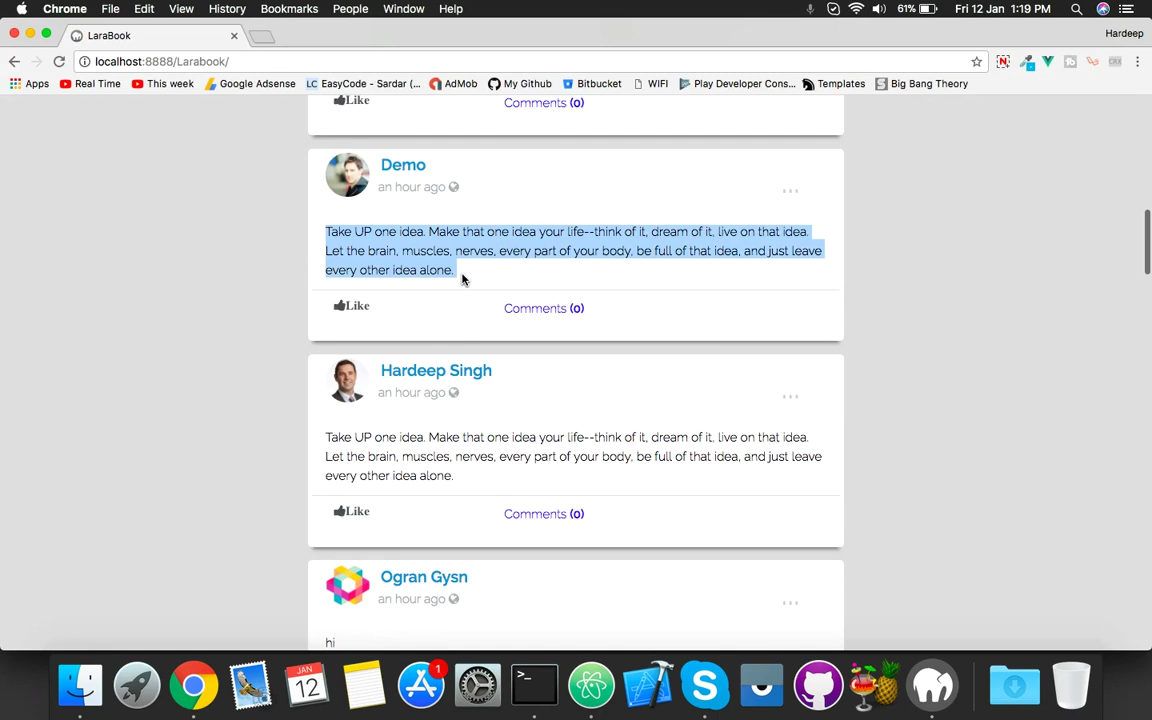 Chrome File Edit View History Bookmarks People Window Help 61% Fri 12 Jan 1:19 PM
LaraBook Hardeep
localhost:8888/Larabook/
Apps Real Time This week Google Adsense LC EasyCode - Sardar (... AdMob My Github Bitbucket WIFI Play Developer Cons... Templates Big Bang Theory
Like Comments (0)
Demo
an hour ago
...
Take UP one idea. Make that one idea your life--think of it, dream of it, live on that idea.
Let the brain, muscles, nerves, every part of your body, be full of that idea, and just leave
every other idea alone.
Like Comments (0)
Hardeep Singh
an hour ago
...
Take UP one idea. Make that one idea your life--think of it, dream of it, live on that idea.
Let the brain, muscles, nerves, every part of your body, be full of that idea, and just leave
every other idea alone.
Like Comments (0)
Ogran Gysn
an hour ago
...
hi
JAN
12
1